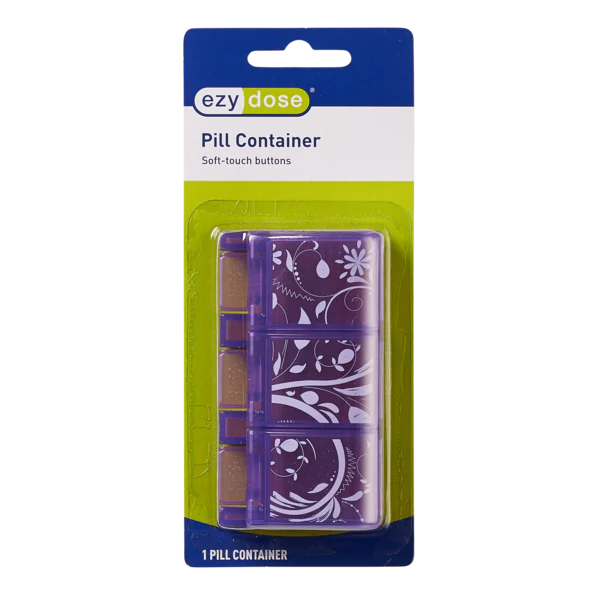 ezy dose®
Pill Container
Soft-touch buttons
1 PILL CONTAINER